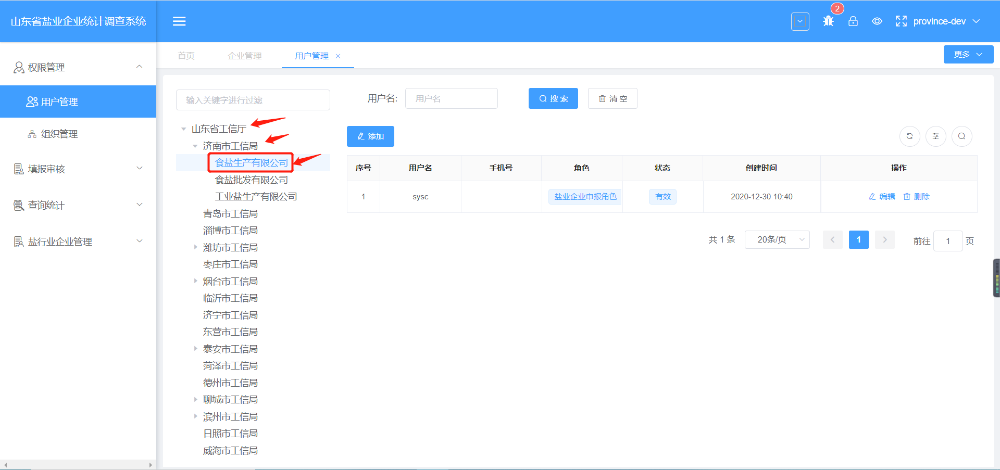 山东省盐业企业统计调查系统
2
province-dev
权限管理
用户管理
组织管理
填报审核
查询统计
盐行业企业管理
首页
企业管理
用户管理
更多
输入关键字进行过滤
山东省工信厅
济南市工信局
食盐生产有限公司
食盐批发有限公司
工业盐生产有限公司
青岛市工信局
淄博市工信局
潍坊市工信局
枣庄市工信局
烟台市工信局
临沂市工信局
济宁市工信局
东营市工信局
泰安市工信局
菏泽市工信局
德州市工信局
聊城市工信局
滨州市工信局
日照市工信局
威海市工信局
用户名: 用户名 搜 索 清 空
添加
序号 用户名 手机号 角色 状态 创建时间 操作
1 sysc 盐业企业申报角色 有效 2020-12-30 10:40 编辑 删除
共 1 条 20条/页 1 前往 1 页